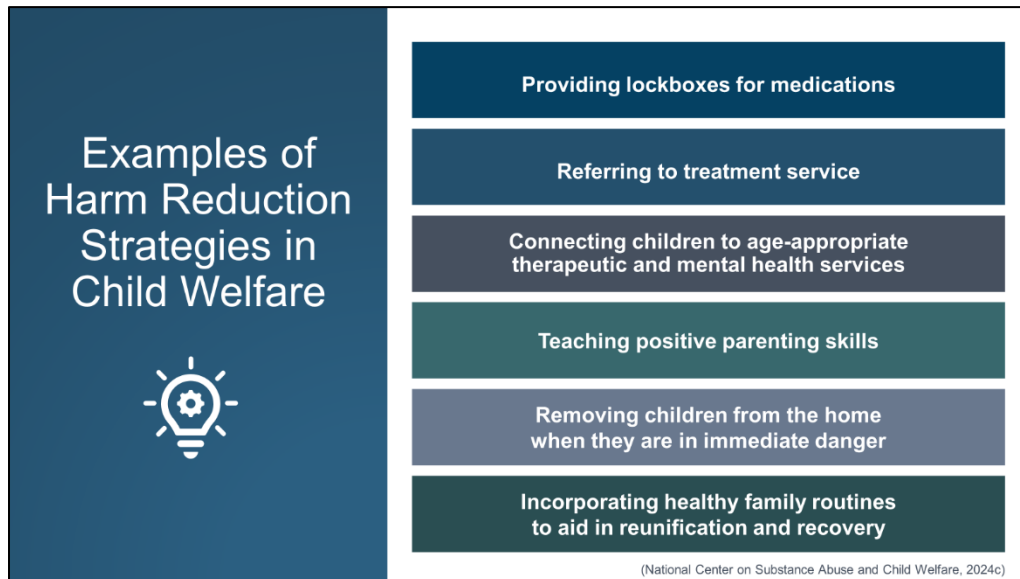 Examples of
Harm Reduction
Strategies in
Child Welfare
Providing lockboxes for medications
Referring to treatment service
Connecting children to age-appropriate
therapeutic and mental health services
Teaching positive parenting skills
Removing children from the home
when they are in immediate danger
Incorporating healthy family routines
to aid in reunification and recovery
(National Center on Substance Abuse and Child Welfare, 2024c)